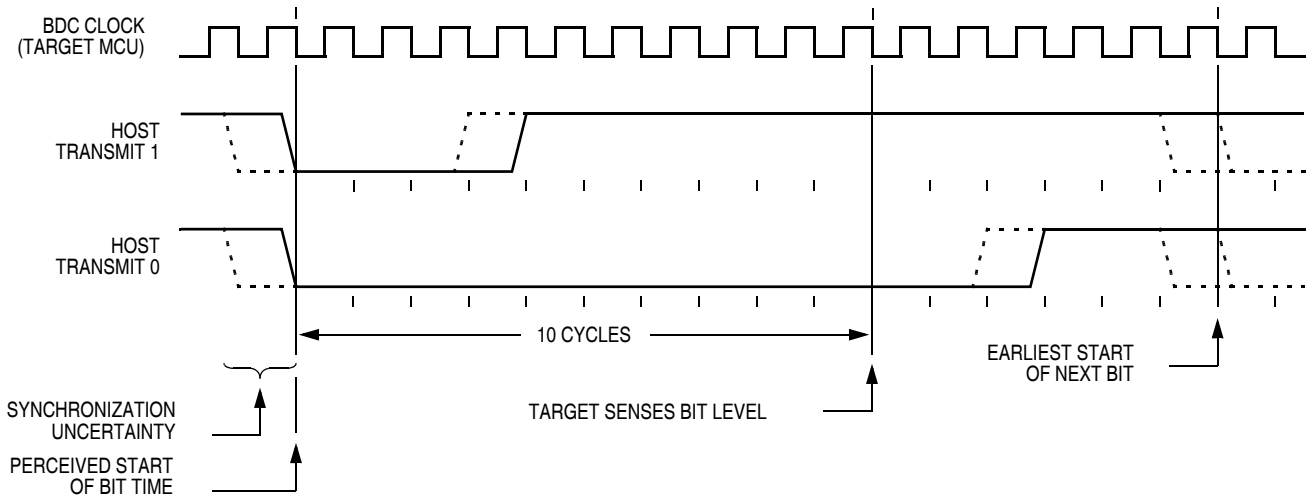 BDC CLOCK
(TARGET MCU)
HOST
TRANSMIT 1
HOST
TRANSMIT 0
10 CYCLES
EARLIEST START
OF NEXT BIT
SYNCHRONIZATION
UNCERTAINTY
TARGET SENSES BIT LEVEL
PERCEIVED START
OF BIT TIME